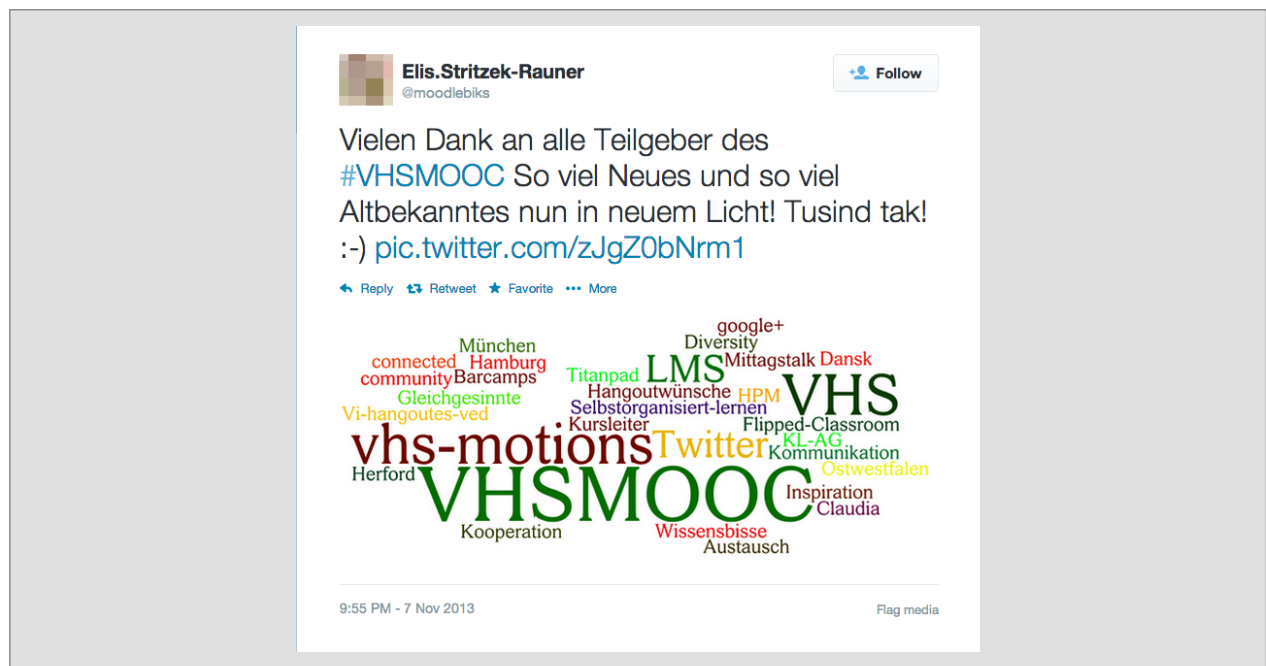 Elis.Stritzek-Rauner
@moodlebiks
Follow
Vielen Dank an alle Teilgeber des
#VHSMOOC So viel Neues und so viel
Altbekanntes nun in neuem Licht! Tusind tak!
:-) pic.twitter.com/zJgZ0bNrm1
Reply Retweet Favorite More
google+
München Diversity
connected Hamburg LMS Mittagstalk Dansk
community Barcamps Titanpad
Gleichgesinnte Hangoutwünsche HPM VHS
Vi-hangoutes-ved Selbstorganisiert-lernen
Kursleiter Flipped-Classroom
vhs-motions Twitter KL-AG
Kommunikation
Herford Ostwestfalen
VHSMOOC Inspiration
Claudia
Kooperation Wissensbisse
Austausch
9:55 PM - 7 Nov 2013 Flag media